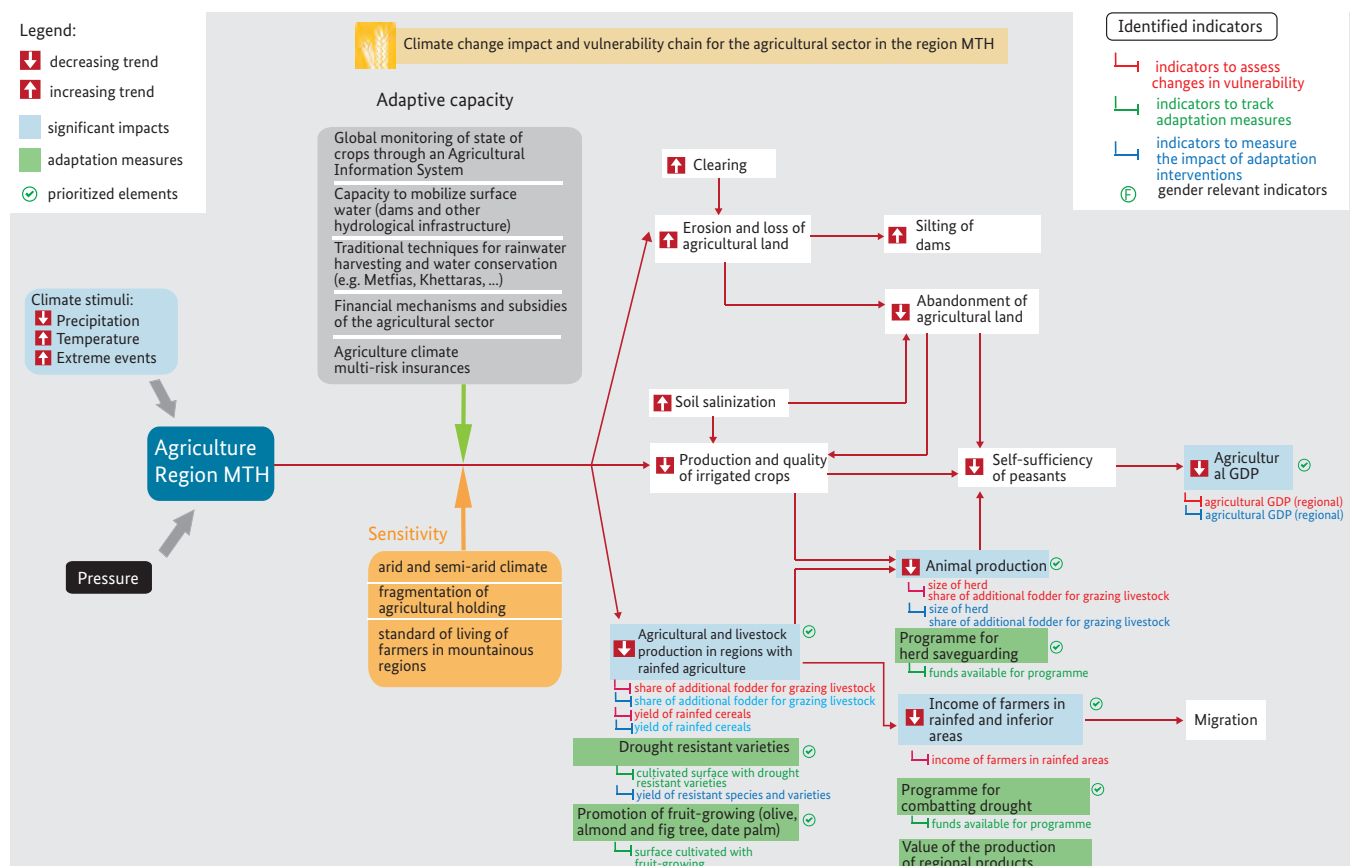 Legend:
decreasing trend
increasing trend
significant impacts
adaptation measures
prioritized elements
Climate change impact and vulnerability chain for the agricultural sector in the region MTH
Identified indicators
indicators to assess
changes in vulnerability
indicators to track
adaptation measures
indicators to measure
the impact of adaptation
interventions
F
gender relevant indicators
Adaptive capacity
Global monitoring of state of
crops through an Agricultural
Information System
Capacity to mobilize surface
water (dams and other
hydrological infrastructure)
Traditional techniques for rainwater
harvesting and water conservation
(e.g. Metfias, Khettaras, ...)
Financial mechanisms and subsidies
of the agricultural sector
Agriculture climate
multi-risk insurances
Climate stimuli:
Precipitation
Temperature
Extreme events
Agriculture
Region MTH
Pressure
Sensitivity
arid and semi-arid climate
fragmentation of
agricultural holding
standard of living of
farmers in mountainous
regions
Clearing
Erosion and loss of
agricultural land
Silting of
dams
Abandonment of
agricultural land
Soil salinization
Production and quality
of irrigated crops
Self-sufficiency
of peasants
Agricultur
al GDP
agricultural GDP (regional)
agricultural GDP (regional)
Animal production
size of herd
share of additional fodder for grazing livestock
size of herd
share of additional fodder for grazing livestock
Programme for
herd saveguarding
funds available for programme
Agricultural and livestock
production in regions with
rainfed agriculture
share of additional fodder for grazing livestock
share of additional fodder for grazing livestock
yield of rainfed cereals
yield of rainfed cereals
Drought resistant varieties
cultivated surface with drought
resistant varieties
yield of resistant species and varieties
Promotion of fruit-growing (olive,
almond and fig tree, date palm)
surface cultivated with
fruit-growing
Income of farmers in
rainfed and inferior
areas
income of farmers in rainfed areas
Migration
Programme for
combatting drought
funds available for programme
Value of the production
of regional products